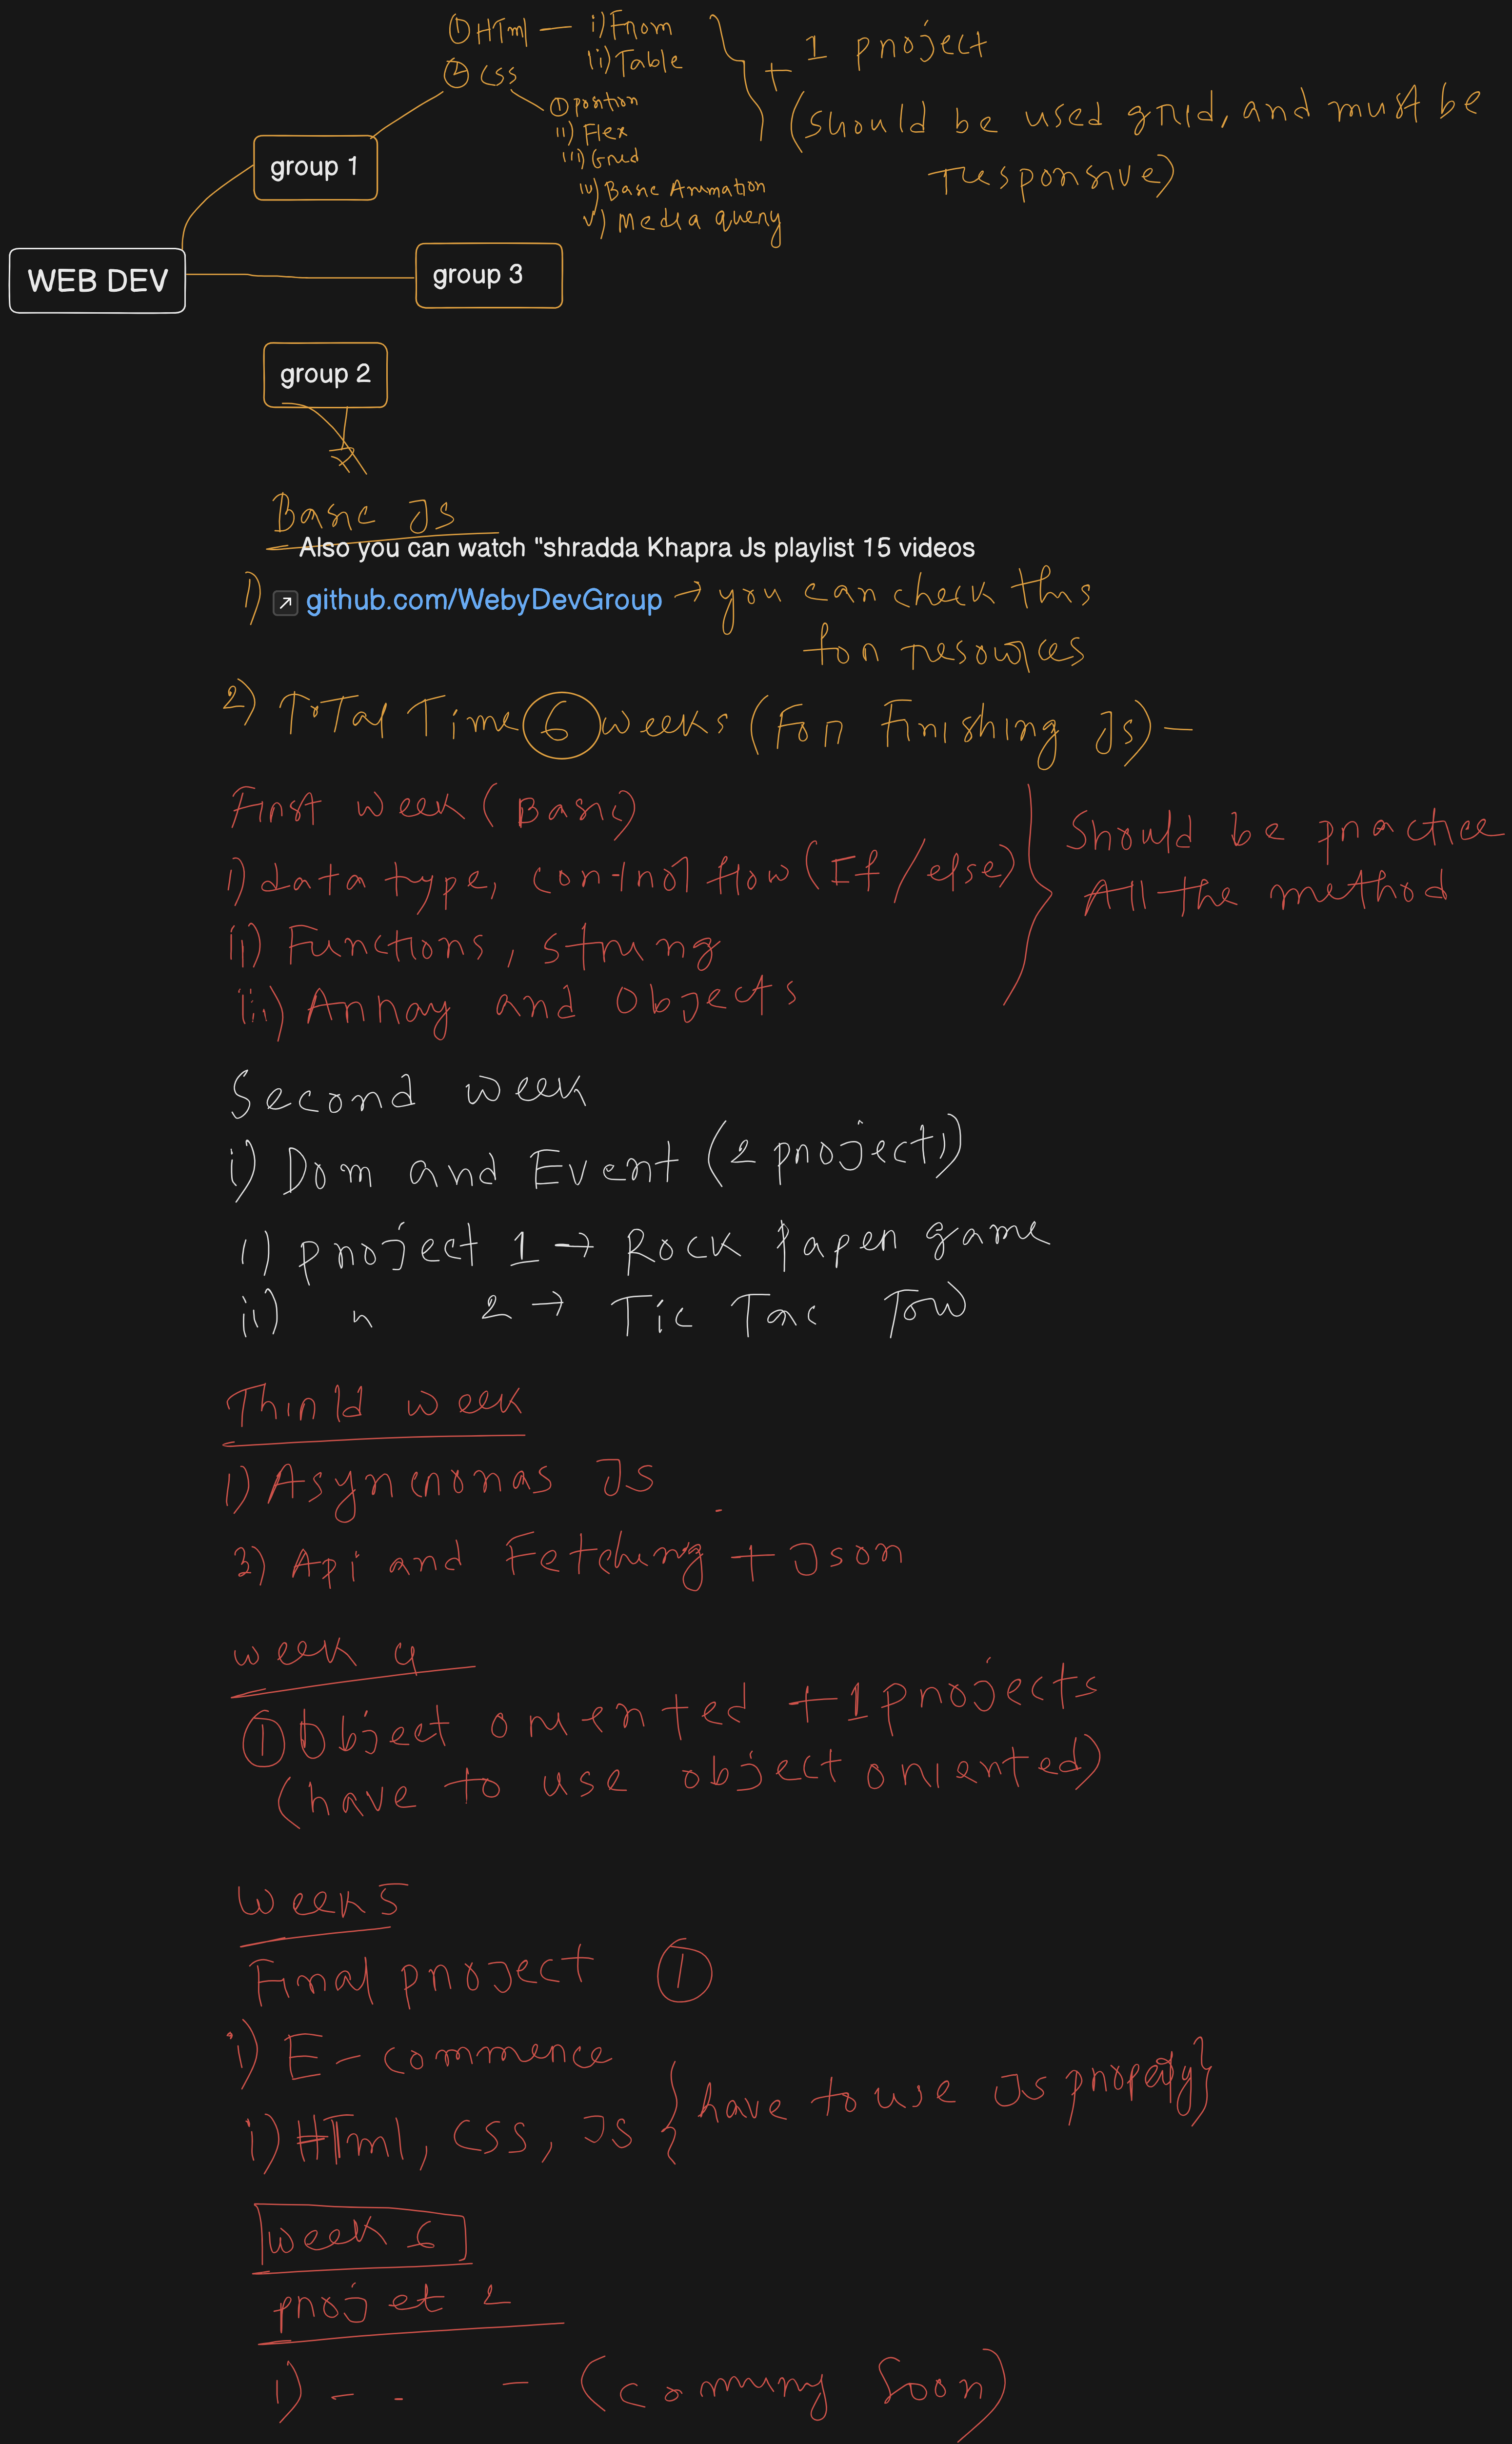 ① HTml — i) From
ii) Table
② Css
① position
ii) Flex
iii) Grid
iv) Basic Animation
v) Media query
+ 1 project
(should be used grid, and must be
responsive)
group 1
WEB DEV
group 3
group 2
Basic Js
Also you can watch "shradda Khapra Js playlist 15 videos
1) github.com/WebyDevGroup → you can check this
for resources
2) ToTal Time 6 weeks (For Finishing Js) —
First week (Basic)
i) data type, control flow (If / else)
ii) Functions, string
iii) Array and Objects
Should be practice
All the method
Second week
i) Dom and Event (2 project)
i) project 1 → Rock paper game
ii) " 2 → Tic Tac Tow
Third week
1) Asyncronas Js
2) Api and Fetching + Json
week 4
① Object oriented + 1 projects
(have to use object oriented)
week 5
Final project ①
i) E-commerce
ii) HTml, CSS, Js {have to use Js properly}
week 6
projet 2
i) - . - (coming Soon)